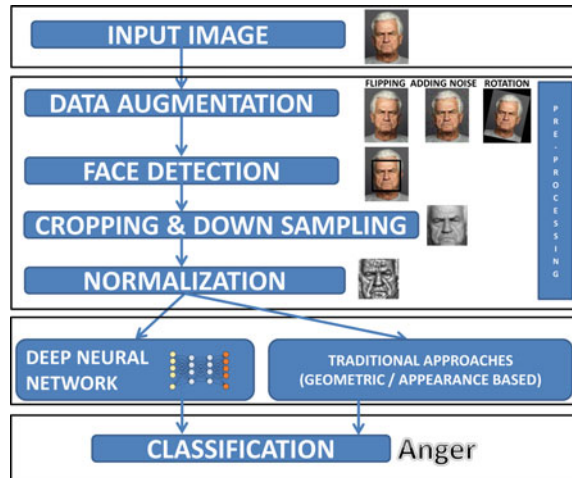 INPUT IMAGE
DATA AUGMENTATION
FLIPPING ADDING NOISE ROTATION
FACE DETECTION
CROPPING & DOWN SAMPLING
NORMALIZATION
PRE-PROCESSING
DEEP NEURAL
NETWORK
TRADITIONAL APPROACHES
(GEOMETRIC / APPEARANCE BASED)
CLASSIFICATION
Anger